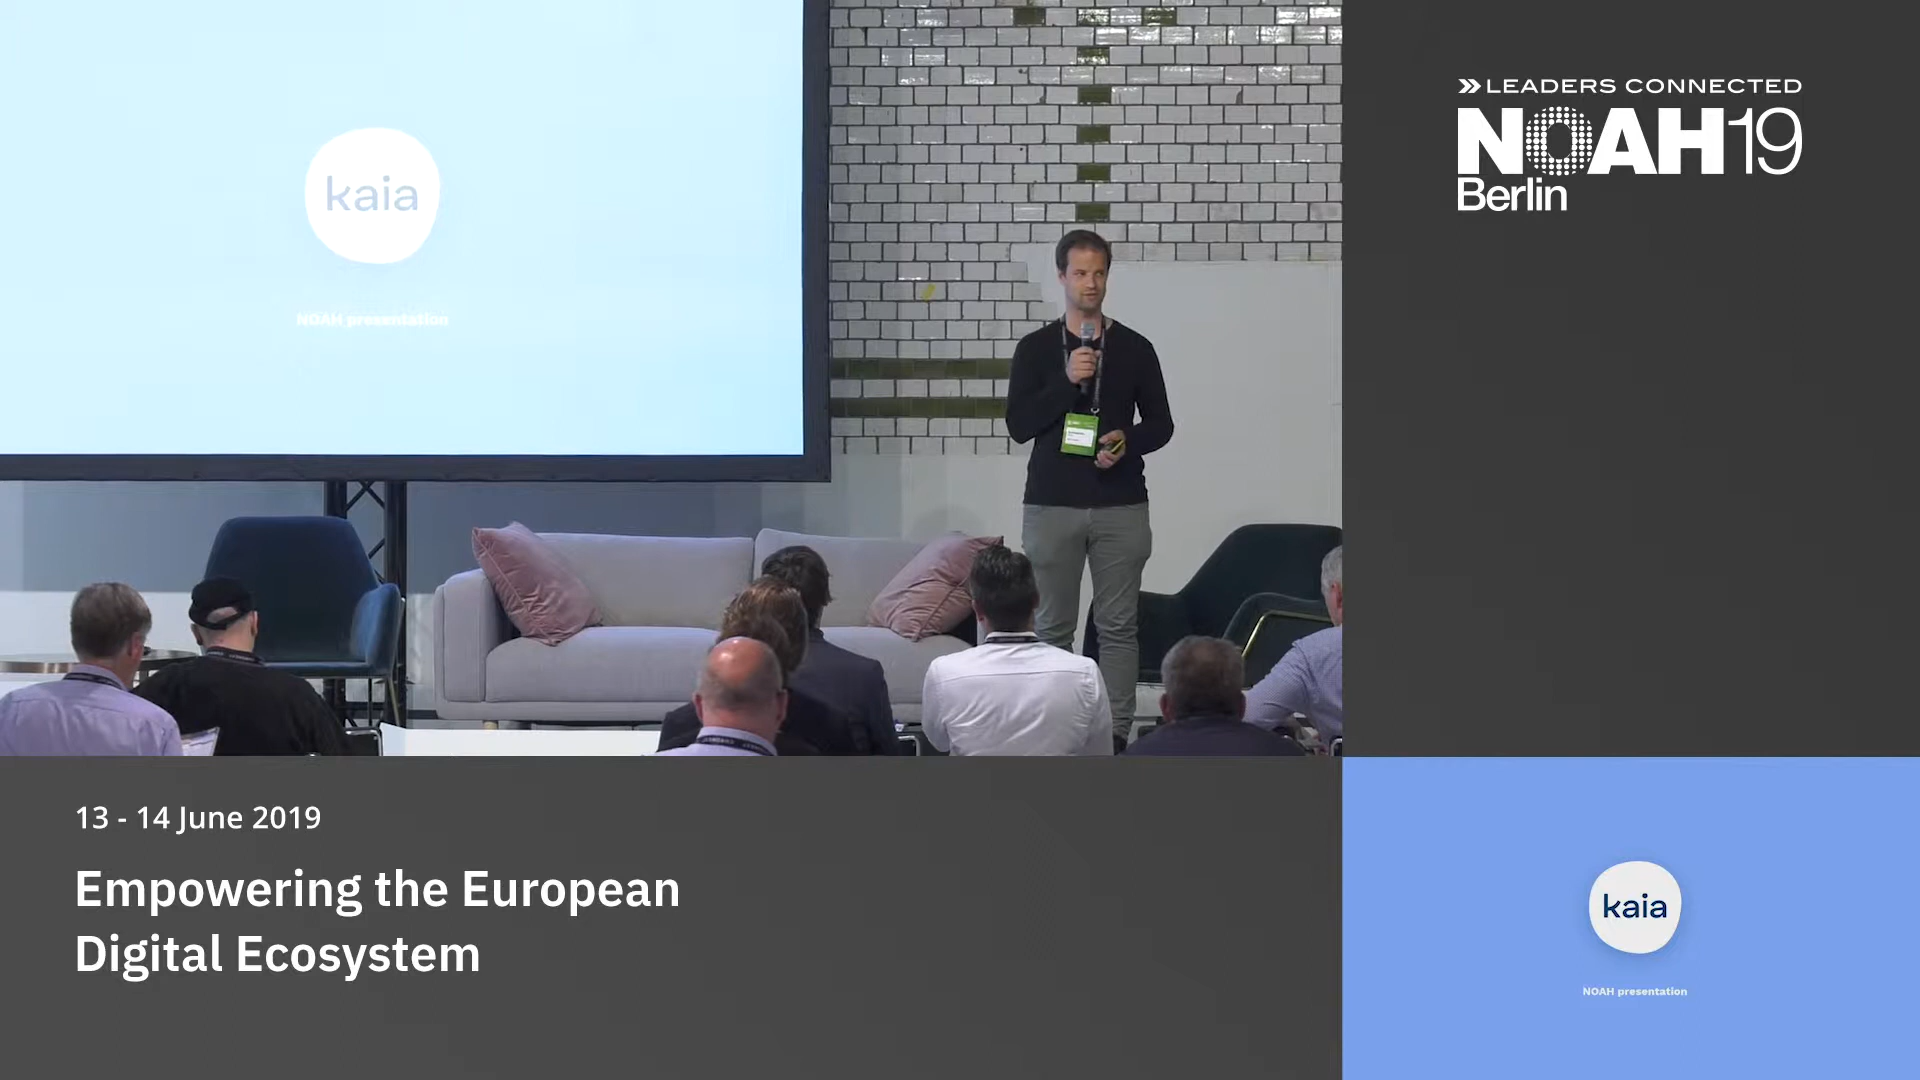 kaia
NOAH presentation
LEADERS CONNECTED
NOAH19
Berlin
13 - 14 June 2019
Empowering the European
Digital Ecosystem
kaia
NOAH presentation